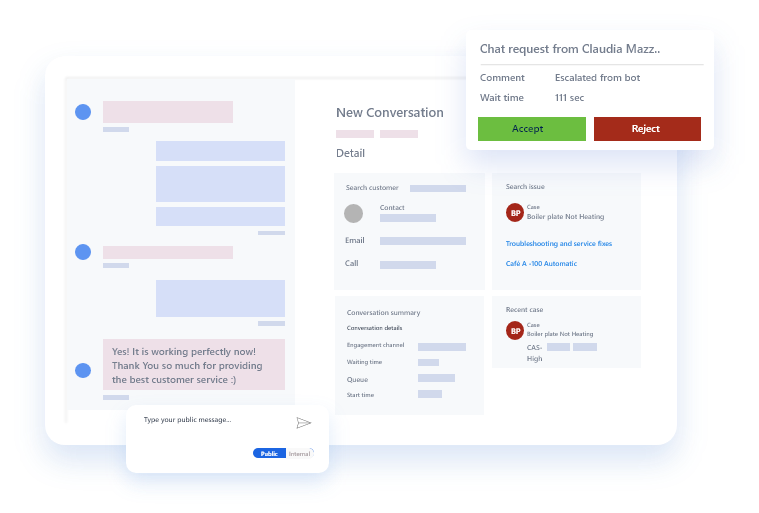 Chat request from Claudia Mazz..
Comment Escalated from bot
Wait time 111 sec
Accept Reject
New Conversation
Detail
Search customer
Contact
Email
Call
Search issue
BP Case
Boiler plate Not Heating
Troubleshooting and service fixes
Café A -100 Automatic
Conversation summary
Conversation details
Engagement channel
Waiting time
Queue
Start time
Recent case
BP Case
Boiler plate Not Heating
CAS-
High
Yes! It is working perfectly now!
Thank You so much for providing
the best customer service :)
Type your public message...
Public Internal